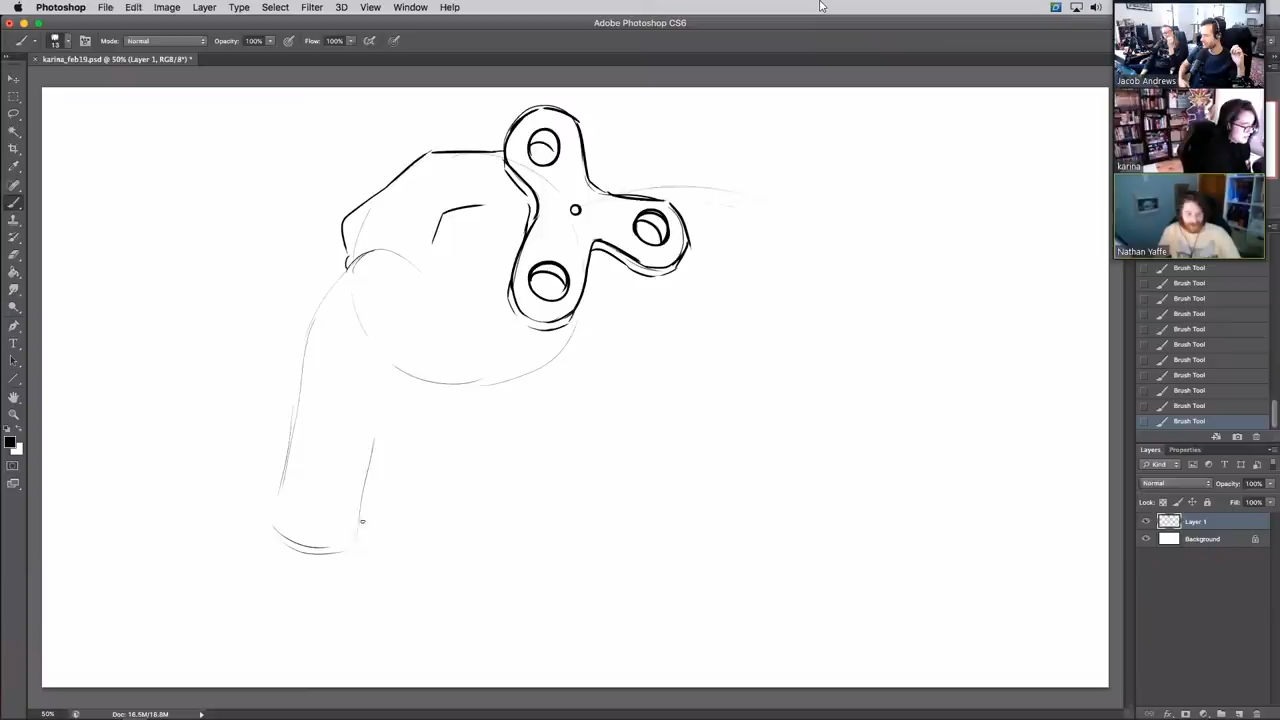 Photoshop File Edit Image Layer Type Select Filter 3D View Window Help
Adobe Photoshop CS6
13 Mode: Normal Opacity: 100% Flow: 100%
karina_feb19.psd @ 50% (Layer 1, RGB/8*) *
Jacob Andrews
karina
Nathan Yaffe
Brush Tool
Brush Tool
Brush Tool
Brush Tool
Brush Tool
Brush Tool
Brush Tool
Brush Tool
Brush Tool
Brush Tool
Brush Tool
Layers Properties
Kind
Normal Opacity: 100%
Lock: Fill: 100%
Layer 1
Background
50% Doc: 16.5M/18.8M